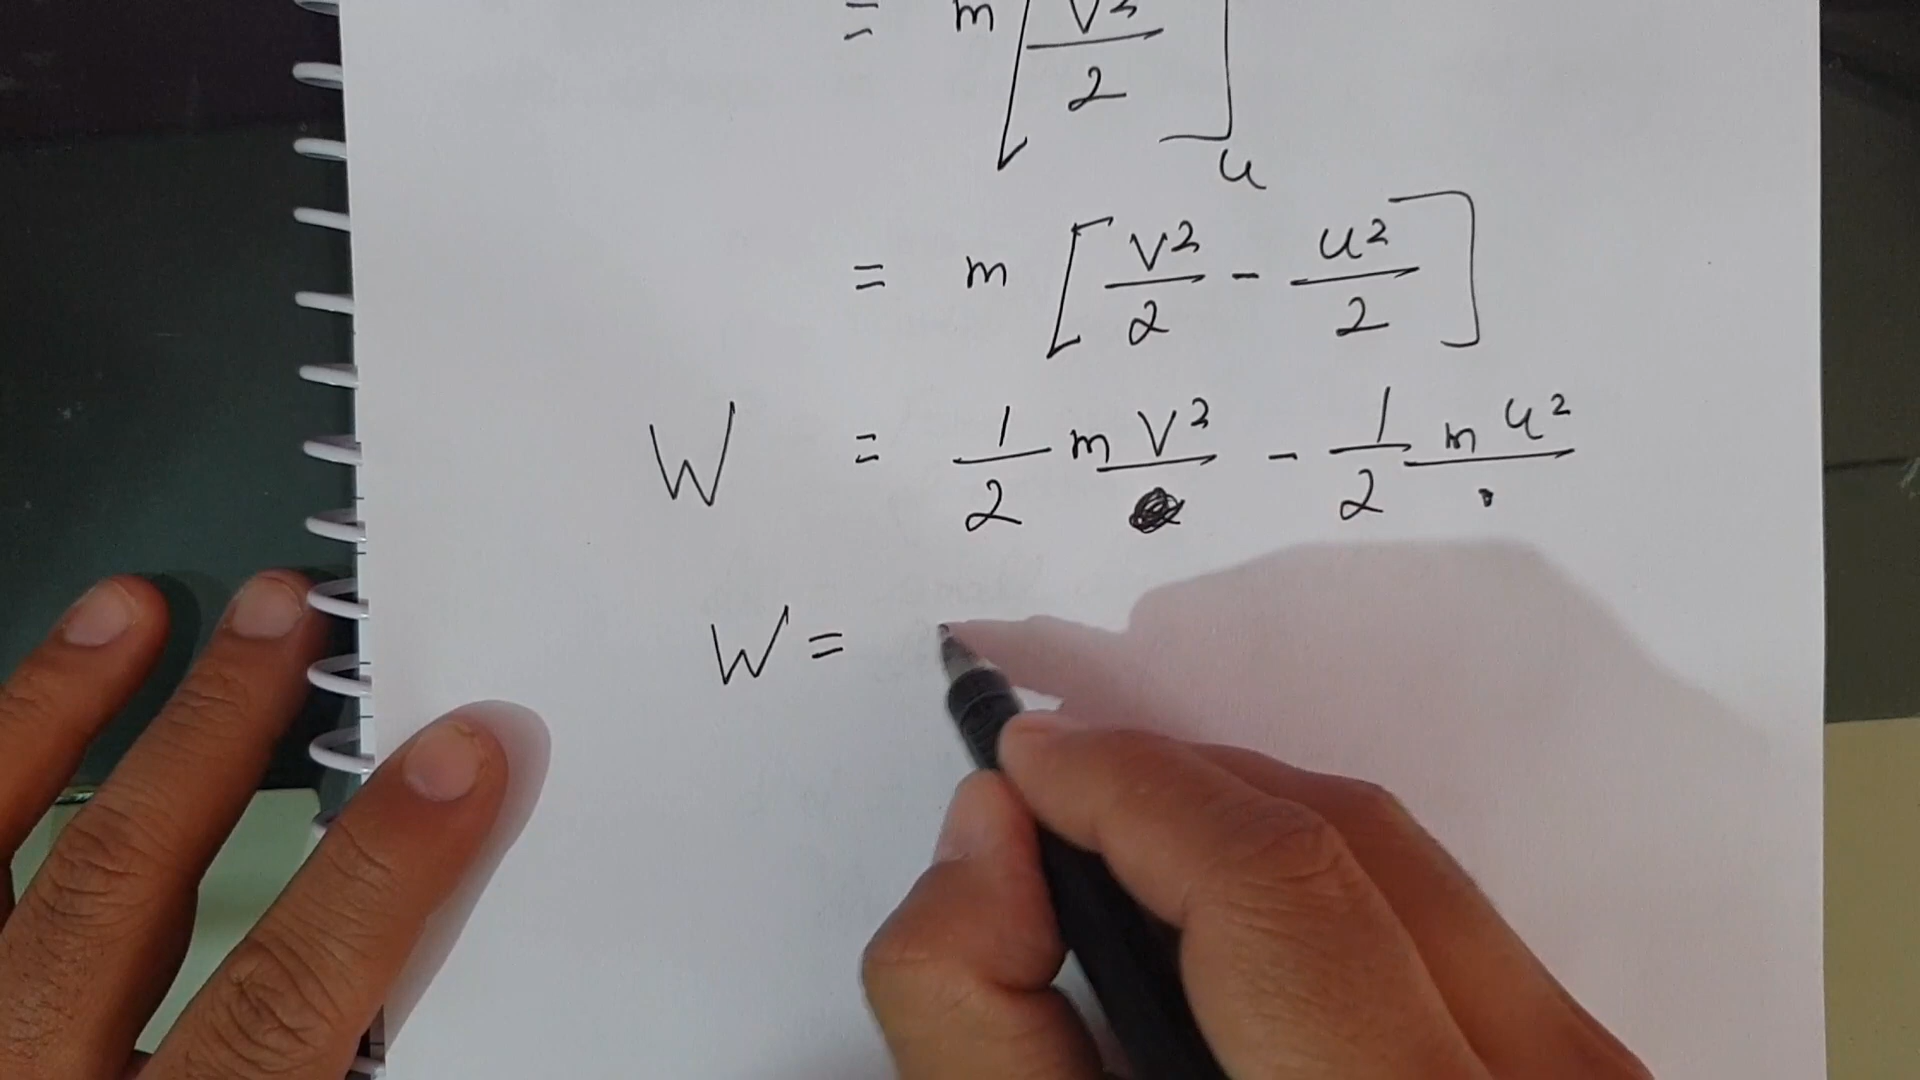 = m [ V²/2 ]u
= m [ V²/2 - u²/2 ]
W = 1/2 m V² - 1/2 m u²
W =